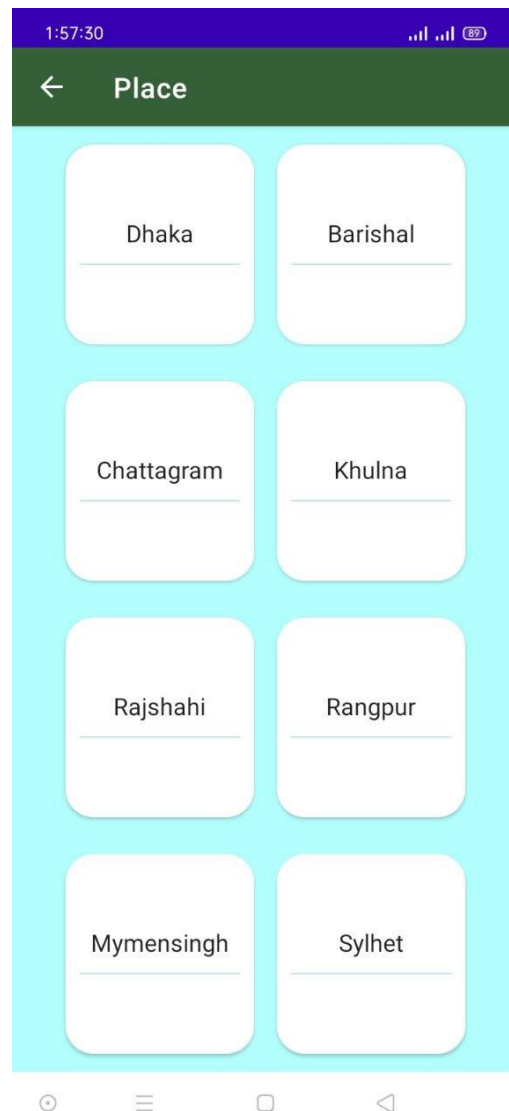 1:57:30 89
Place
Dhaka Barishal
Chattagram Khulna
Rajshahi Rangpur
Mymensingh Sylhet